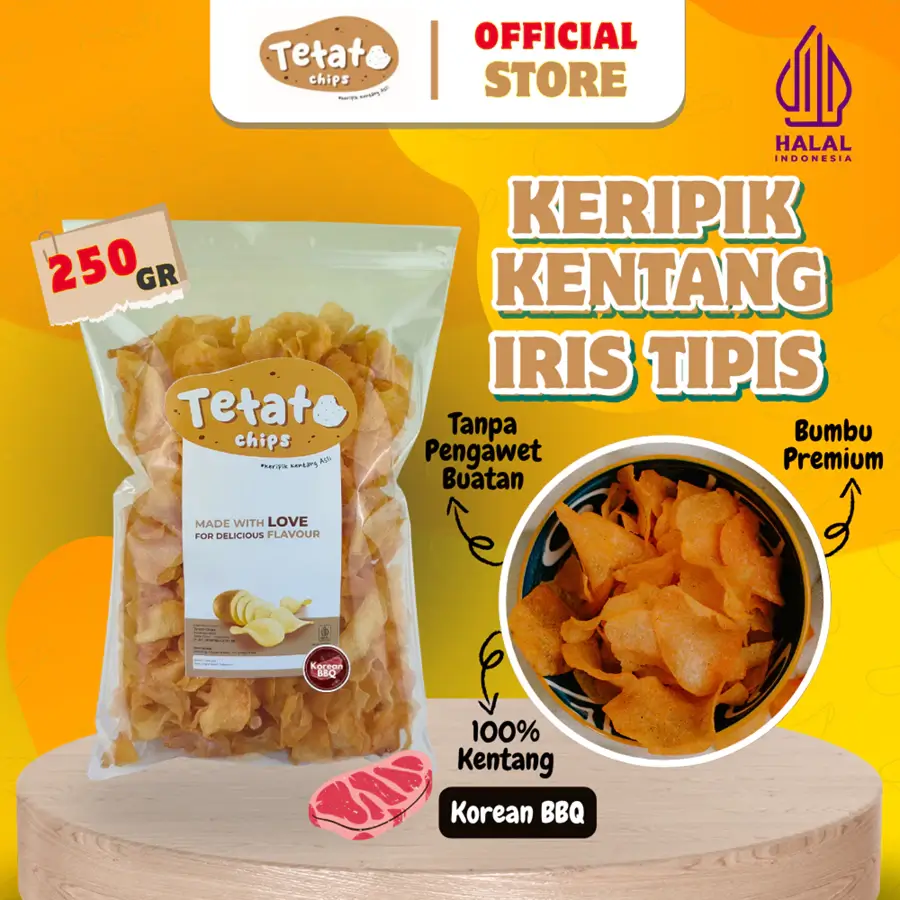 Tetato
chips
#keripik kentang Asli
OFFICIAL
STORE
HALAL
INDONESIA
250 GR
KERIPIK
KENTANG
IRIS TIPIS
Tetato
chips
#keripik kentang Asli
MADE WITH LOVE
FOR DELICIOUS FLAVOUR
Korean
BBQ
Tanpa
Pengawet
Buatan
Bumbu
Premium
100%
Kentang
Korean BBQ